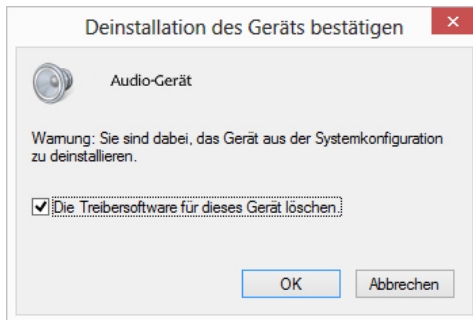 Deinstallation des Geräts bestätigen
Audio-Gerät
Warnung: Sie sind dabei, das Gerät aus der Systemkonfiguration
zu deinstallieren.
Die Treibersoftware für dieses Gerät löschen.
OK
Abbrechen